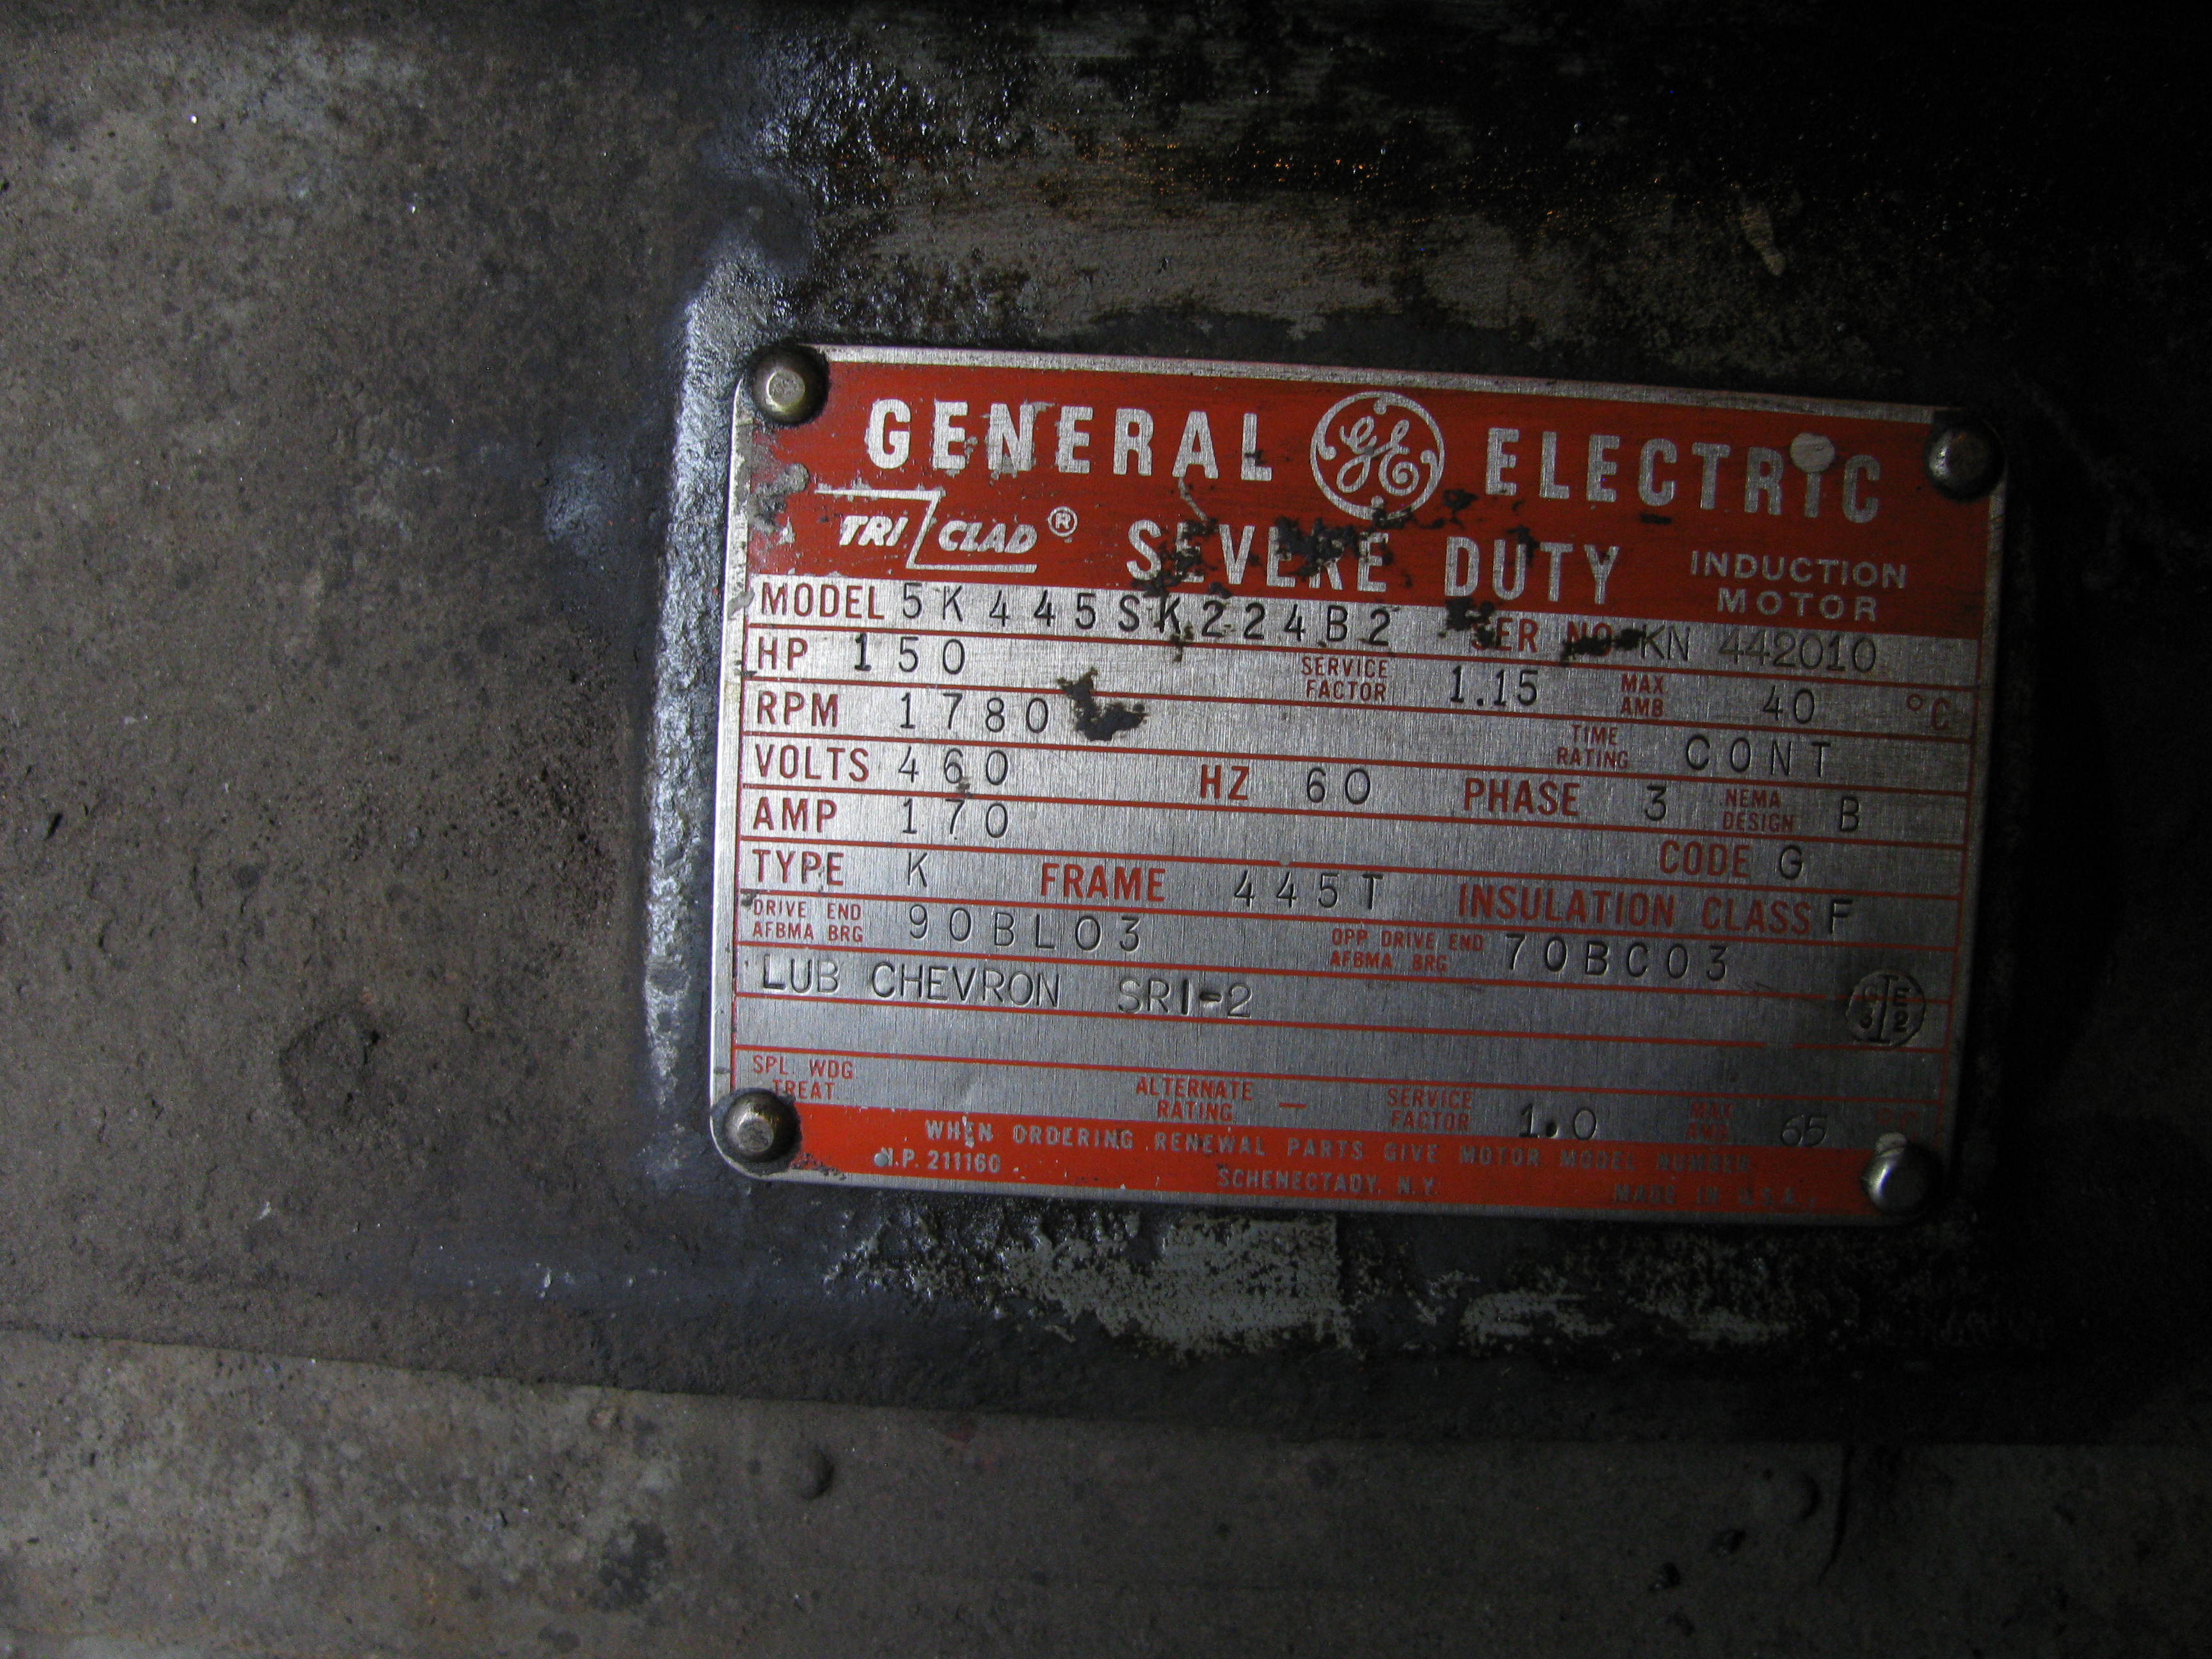 GENERAL GE ELECTRIC
TRI CLAD ® SEVERE DUTY INDUCTION MOTOR
MODEL 5K445SK224B2 SER NO KN 442010
HP 150 SERVICE FACTOR 1.15 MAX AMB 40 °C
RPM 1780 TIME RATING CONT
VOLTS 460 HZ 60 PHASE 3 NEMA DESIGN B
AMP 170 CODE G
TYPE K FRAME 445T INSULATION CLASS F
DRIVE END AFBMA BRG 90BL03 OPP DRIVE END AFBMA BRG 70BC03
LUB CHEVRON SRI-2
SPL. WDG TREAT ALTERNATE RATING — SERVICE FACTOR 1.0 MAX AMB 65 °C
WHEN ORDERING RENEWAL PARTS GIVE MOTOR MODEL NUMBER
N.P. 211160 SCHENECTADY, N.Y. MADE IN U.S.A.